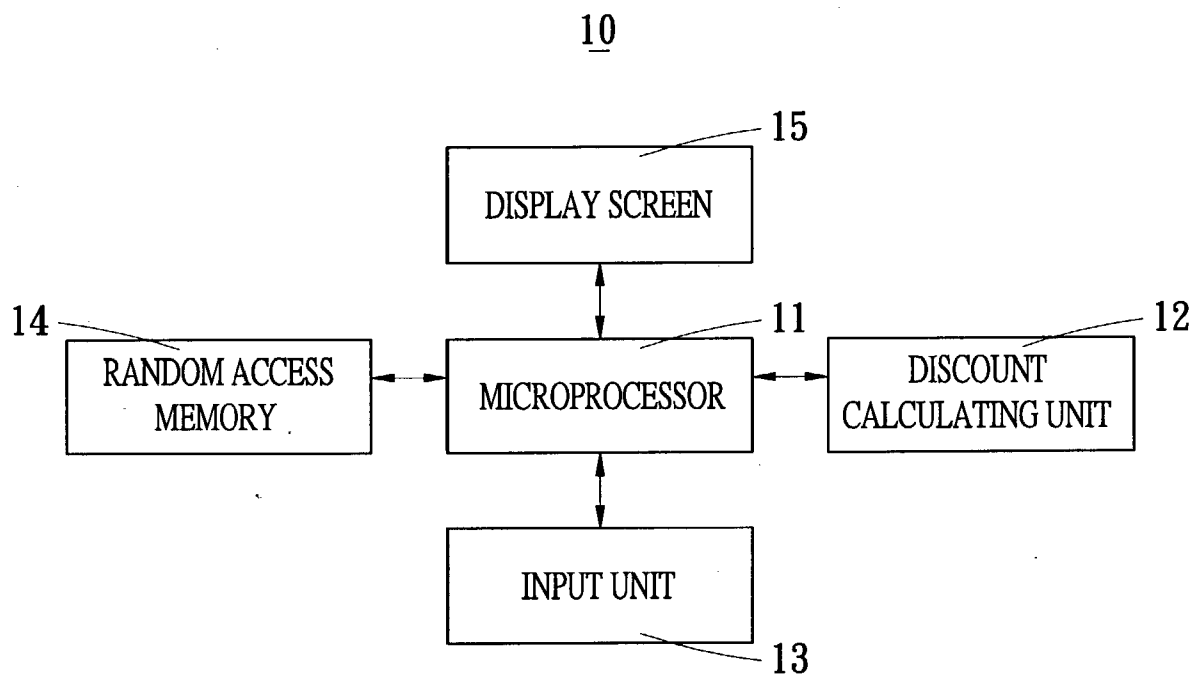 10
15
DISPLAY SCREEN
14
11
12
RANDOM ACCESS
MEMORY
MICROPROCESSOR
DISCOUNT
CALCULATING UNIT
INPUT UNIT
13